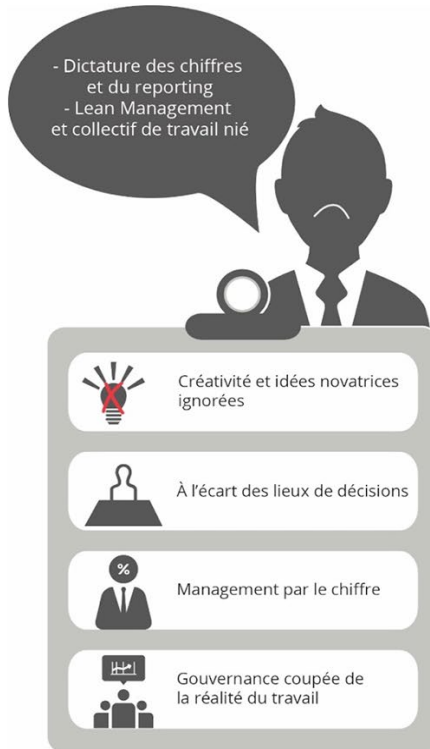 - Dictature des chiffres
et du reporting
- Lean Management
et collectif de travail nié
Créativité et idées novatrices
ignorées
À l’écart des lieux de décisions
%
Management par le chiffre
Gouvernance coupée de
la réalité du travail